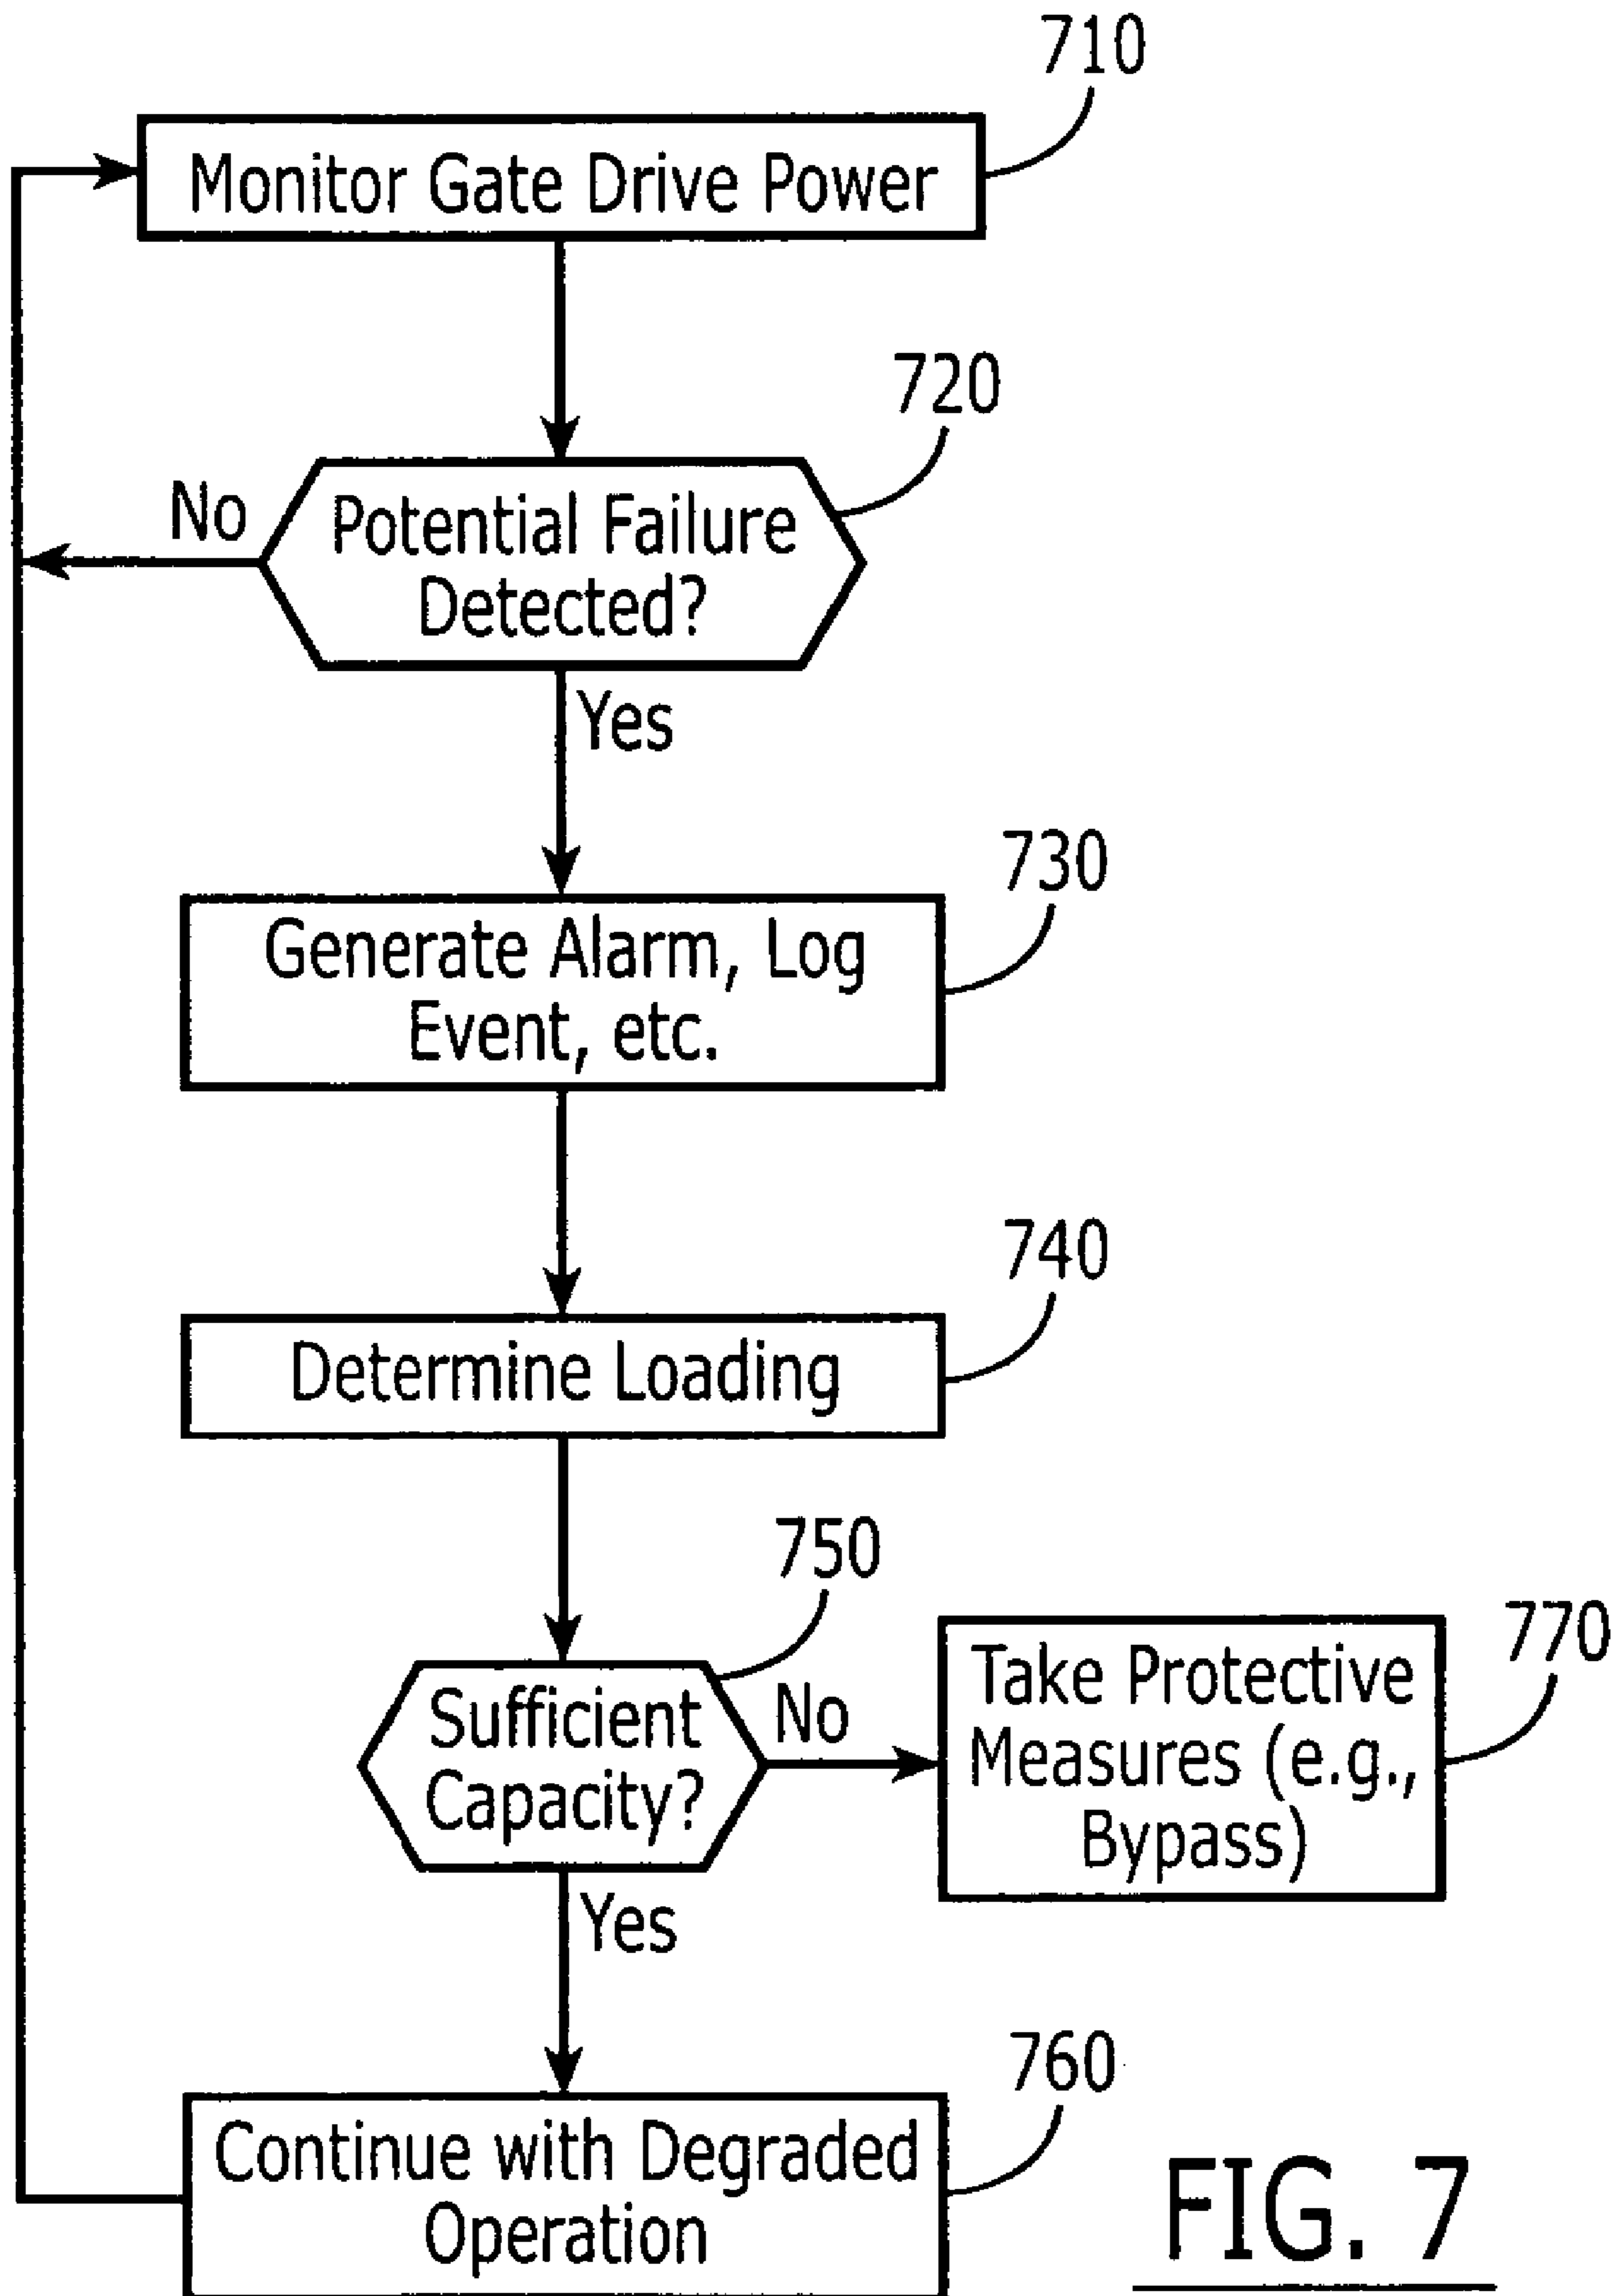 710
Monitor Gate Drive Power
720
No
Potential Failure
Detected?
Yes
730
Generate Alarm, Log
Event, etc.
740
Determine Loading
750
Sufficient
Capacity?
No
770
Take Protective
Measures (e.g.,
Bypass)
Yes
760
Continue with Degraded
Operation
FIG. 7